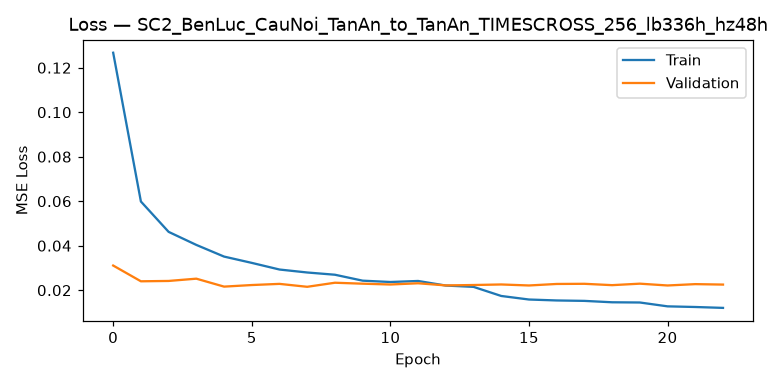 Loss — SC2_BenLuc_CauNoi_TanAn_to_TanAn_TIMESCROSS_256_lb336h_hz48h
Train
Validation
MSE Loss
0.12
0.10
0.08
0.06
0.04
0.02
0 5 10 15 20
Epoch